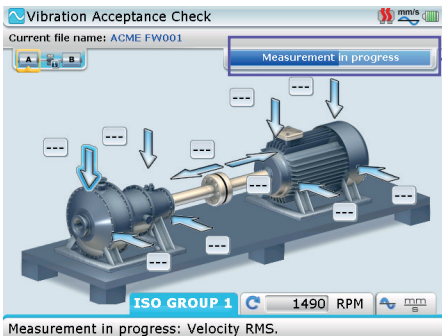 Vibration Acceptance Check
mm/s
Current file name: ACME FW001
A B
Measurement in progress
---
---
---
---
---
---
---
---
---
---
ISO GROUP 1
1490 RPM
mm
s
Measurement in progress: Velocity RMS.